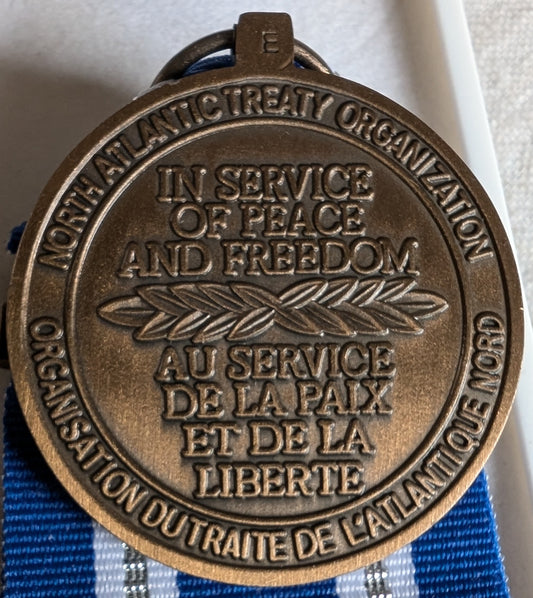 E
NORTH ATLANTIC TREATY ORGANIZATION
IN SERVICE
OF PEACE
AND FREEDOM
AU SERVICE
DE LA PAIX
ET DE LA
LIBERTE
ORGANISATION DU TRAITE DE L'ATLANTIQUE NORD